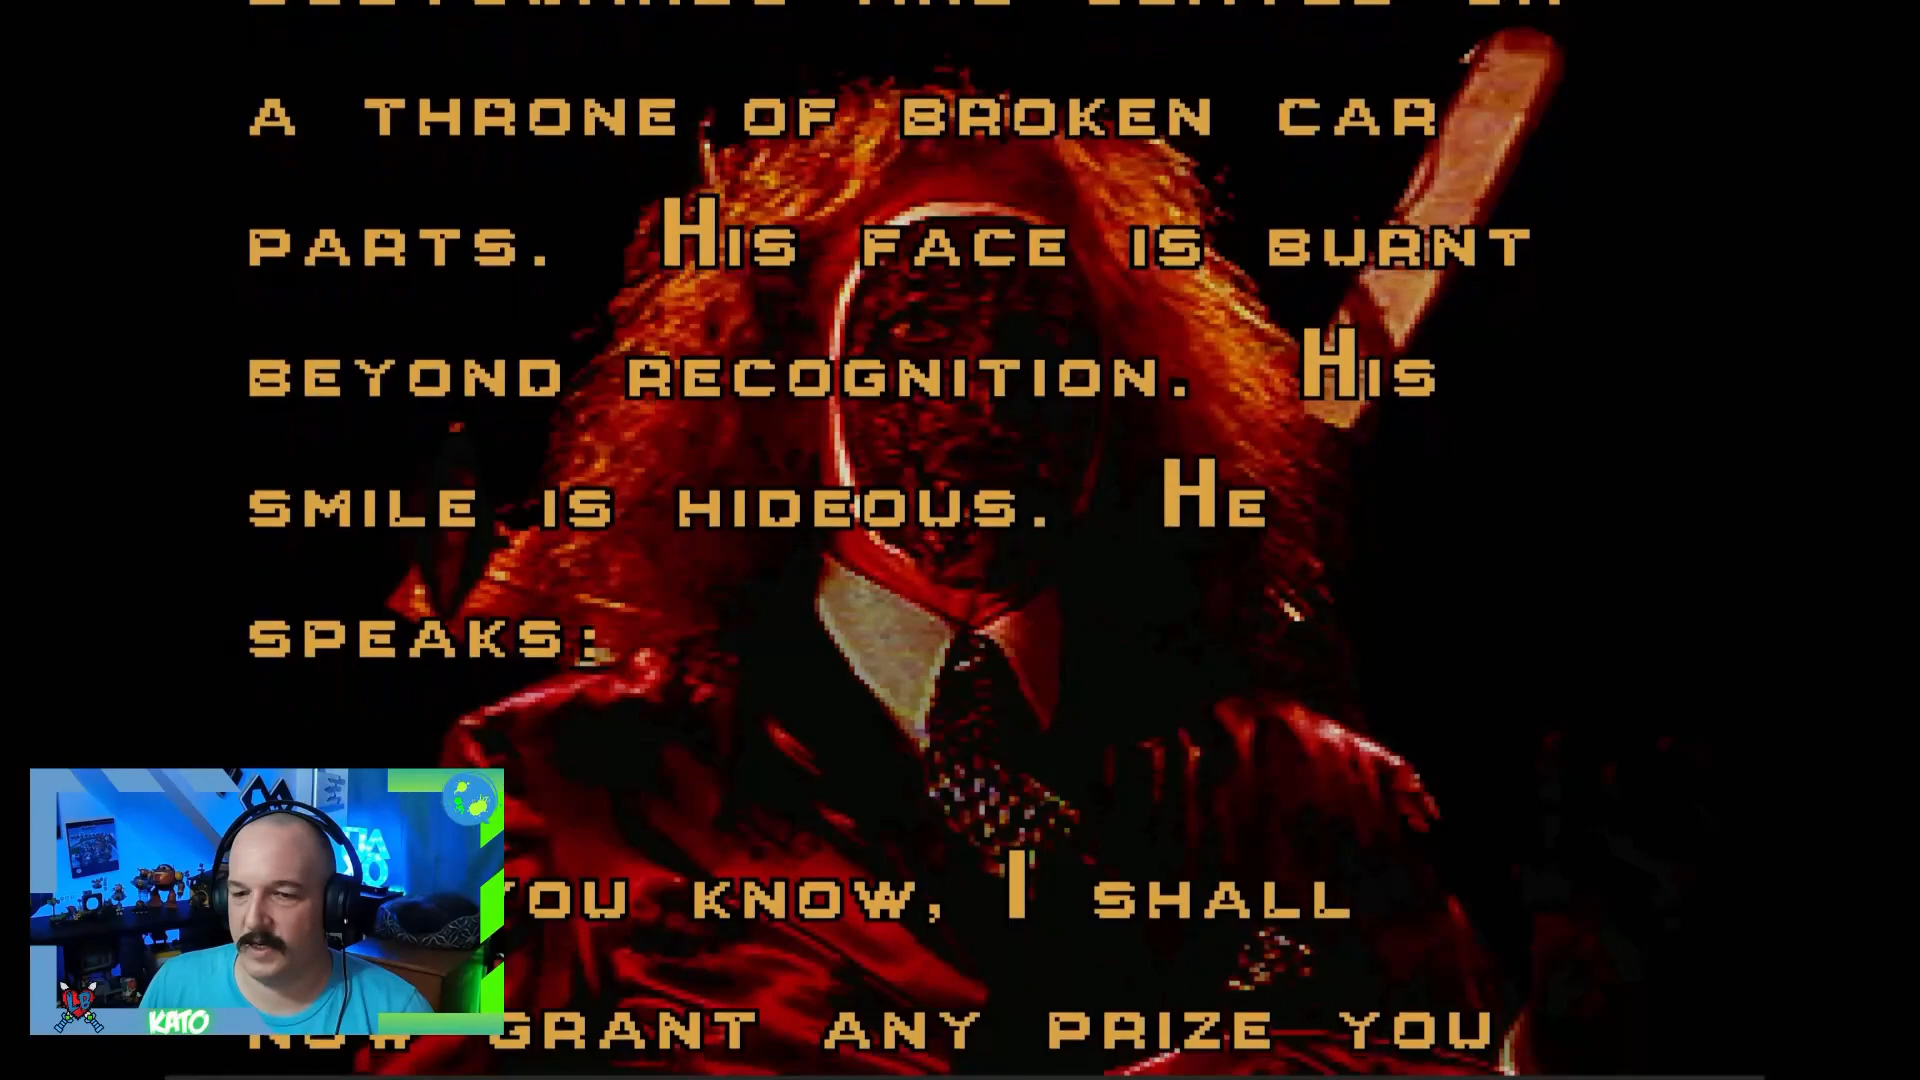 A THRONE OF BROKEN CAR
PARTS. HIS FACE IS BURNT
BEYOND RECOGNITION. HIS
SMILE IS HIDEOUS. HE
SPEAKS:
YOU KNOW, I SHALL
NOW GRANT ANY PRIZE YOU
KATO